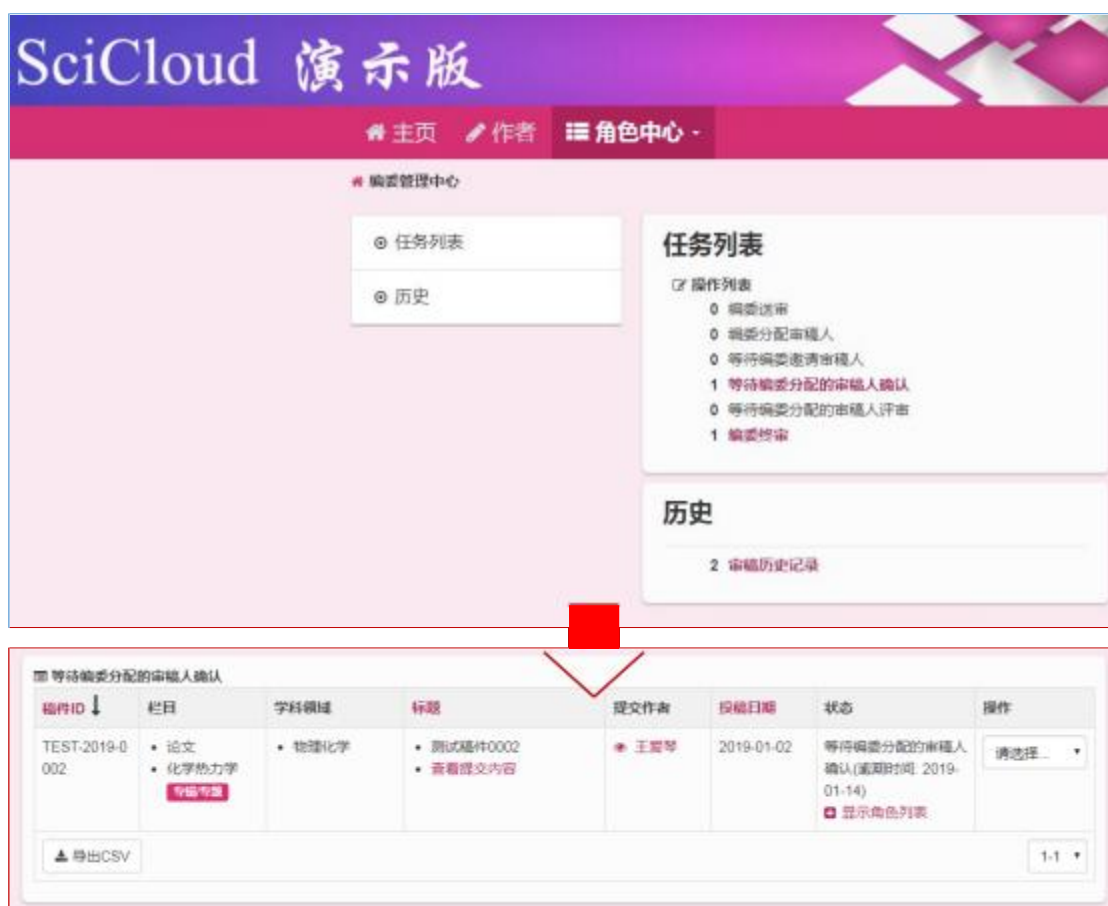 SciCloud 演示版
主页 作者 角色中心
编委管理中心
任务列表
历史
任务列表
操作列表
0 编委送审
0 编委分配审稿人
0 等待编委邀请审稿人
1 等待编委分配的审稿人确认
0 等待编委分配的审稿人评审
1 编委终审
历史
2 审稿历史记录
等待编委分配的审稿人确认
稿件ID 栏目 学科领域 标题 提交作者 投稿日期 状态 操作
TEST-2019-0 论文 物理化学 测试稿件0002 王爱琴 2019-01-02 等待编委分配的审稿人 请选择...
002 化学热力学 查看提交内容 确认(逾期时间: 2019-
专辑专题 01-14)
显示角色列表
导出CSV 1-1